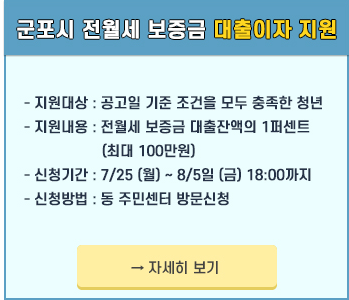 군포시 전월세 보증금 대출이자 지원
- 지원대상 : 공고일 기준 조건을 모두 충족한 청년
- 지원내용 : 전월세 보증금 대출잔액의 1퍼센트
(최대 100만원)
- 신청기간 : 7/25 (월) ~ 8/5일 (금) 18:00까지
- 신청방법 : 동 주민센터 방문신청
→ 자세히 보기